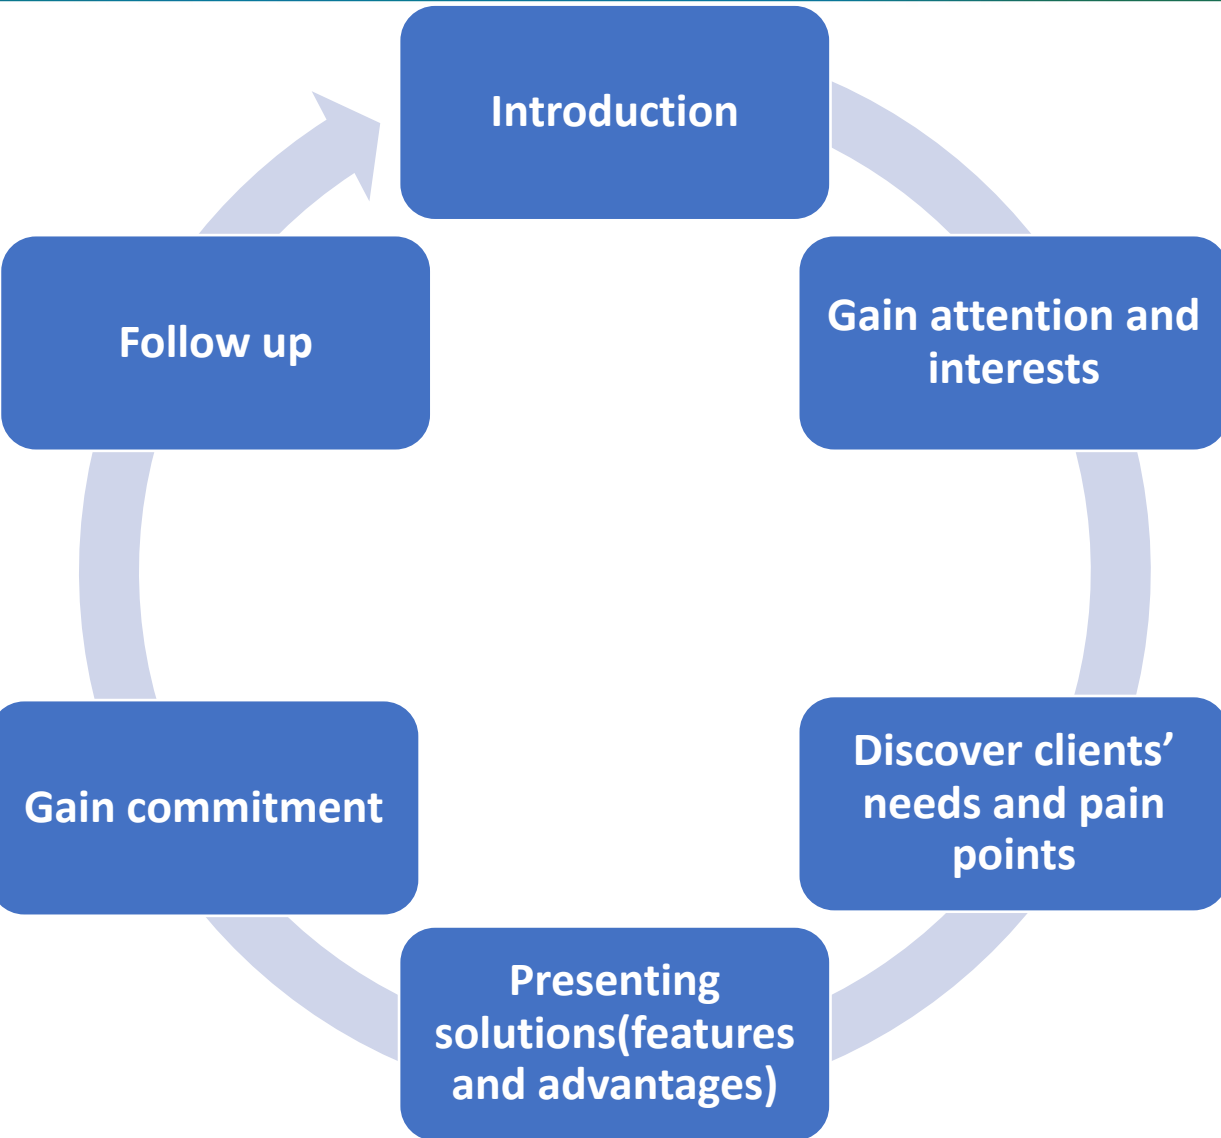 Introduction
Gain attention and
interests
Discover clients’
needs and pain
points
Presenting
solutions(features
and advantages)
Gain commitment
Follow up